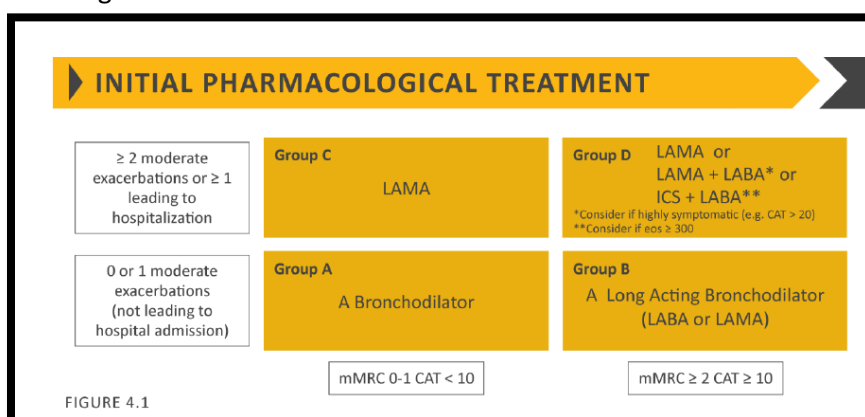 INITIAL PHARMACOLOGICAL TREATMENT
≥ 2 moderate
exacerbations or ≥ 1
leading to
hospitalization
Group C
LAMA
Group D
LAMA or
LAMA + LABA* or
ICS + LABA**
*Consider if highly symptomatic (e.g. CAT > 20)
**Consider if eos ≥ 300
0 or 1 moderate
exacerbations
(not leading to
hospital admission)
Group A
A Bronchodilator
Group B
A Long Acting Bronchodilator
(LABA or LAMA)
mMRC 0-1 CAT < 10
mMRC ≥ 2 CAT ≥ 10
FIGURE 4.1